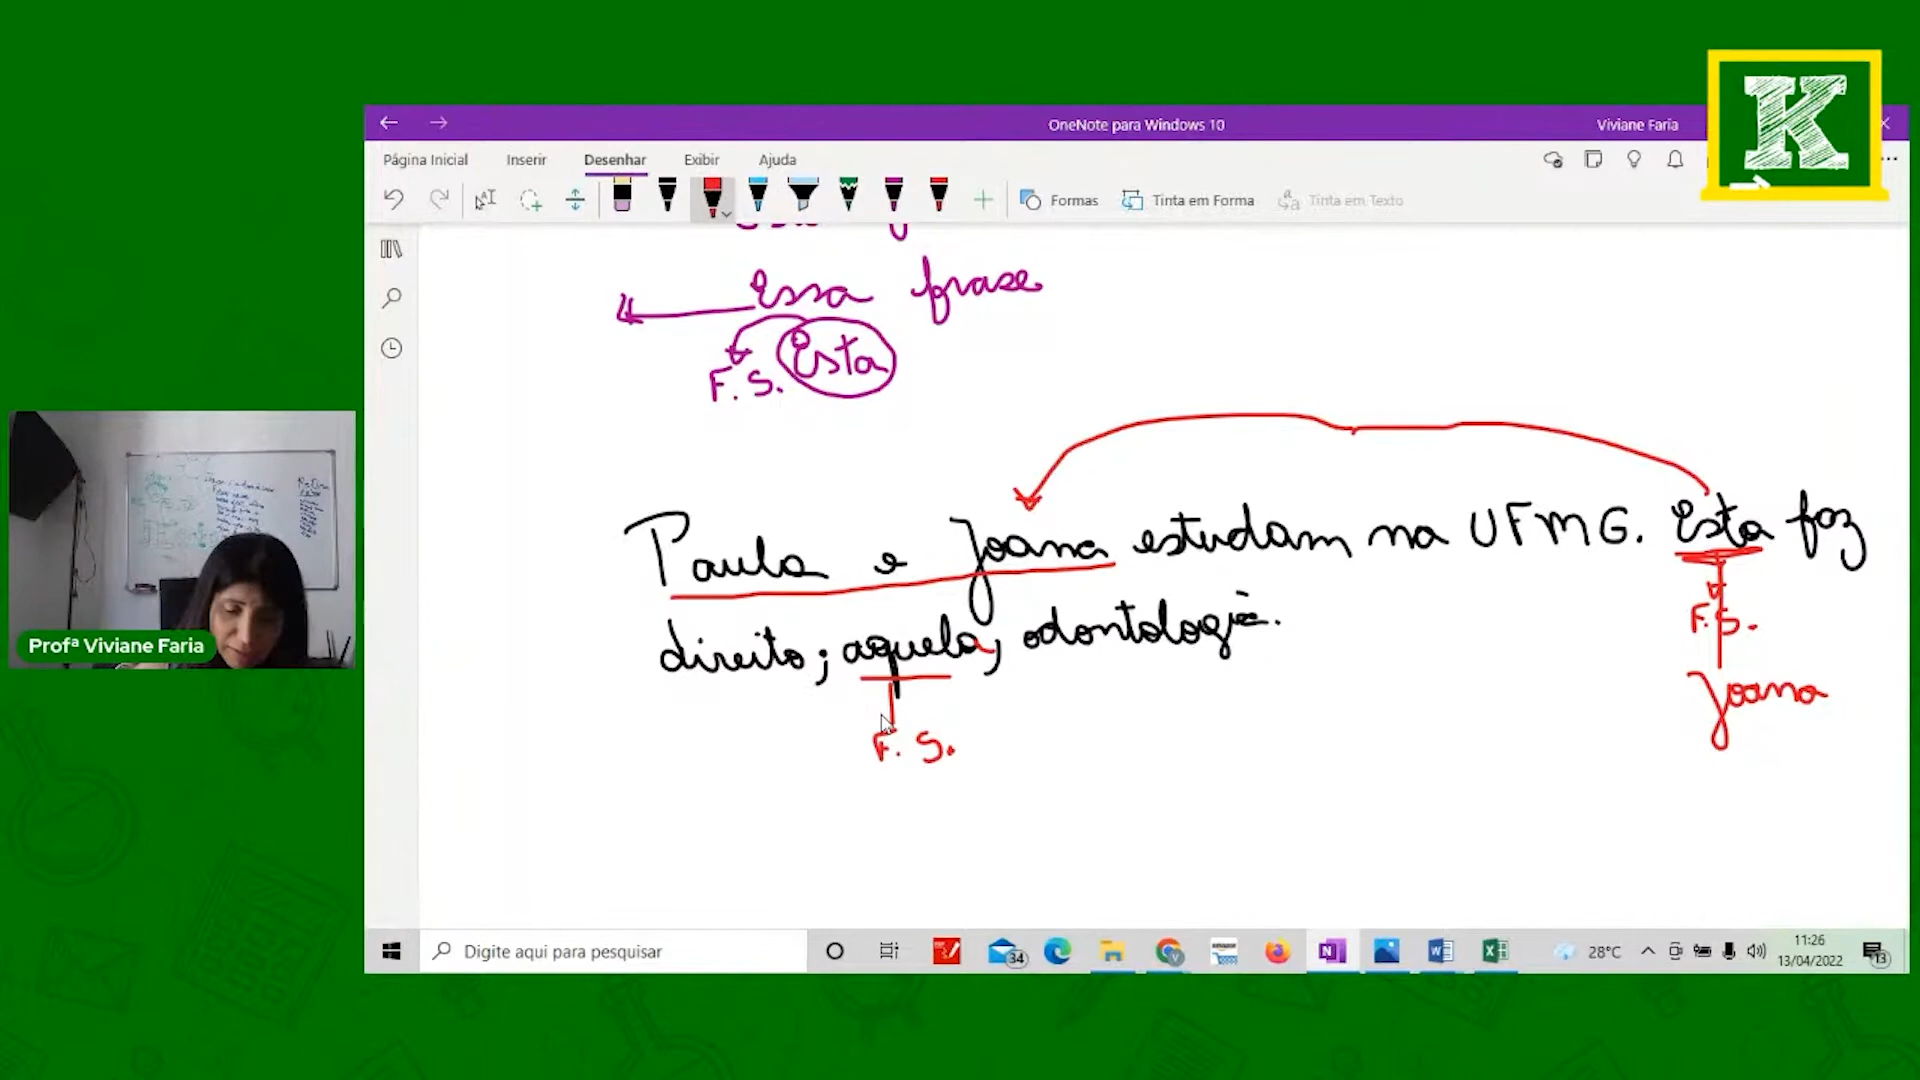 K
OneNote para Windows 10
Viviane Faria
Página Inicial Inserir Desenhar Exibir Ajuda
Formas Tinta em Forma Tinta em Texto
Essa frase
F. S. Esta
Paula e Joana estudam na UFMG. Esta faz
F.S.
direito; aquela, odontologia.
Joana
F. S.
Profª Viviane Faria
Digite aqui para pesquisar
34
28°C
11:26
13/04/2022
13